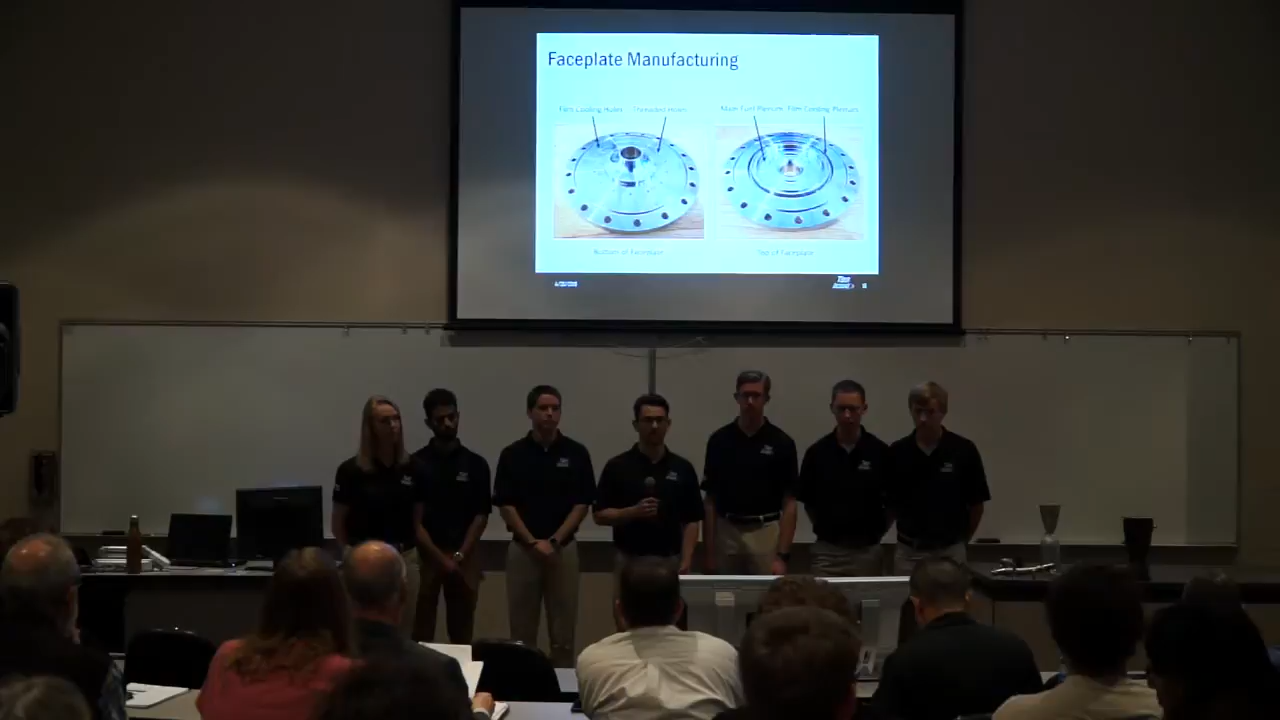 Faceplate Manufacturing
Film Cooling Holes Threaded Holes
Main Fuel Plenum Film Cooling Plenum
Bottom of Faceplate
Top of Faceplate